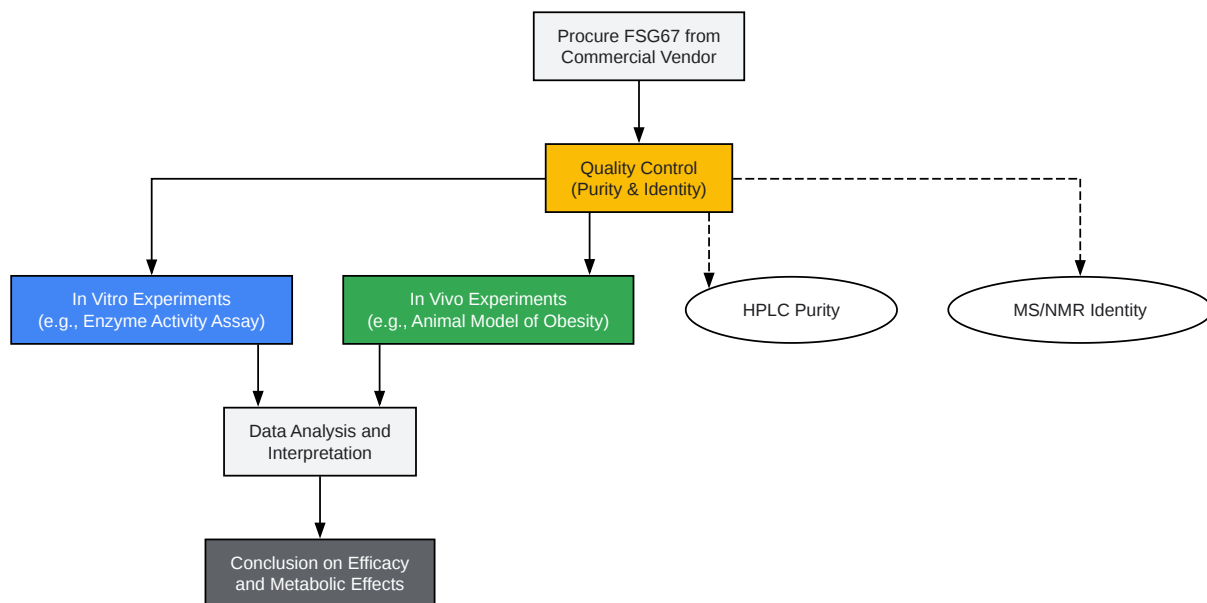 Procure FSG67 from
Commercial Vendor
Quality Control
(Purity & Identity)
In Vitro Experiments
(e.g., Enzyme Activity Assay)
In Vivo Experiments
(e.g., Animal Model of Obesity)
HPLC Purity
MS/NMR Identity
Data Analysis and
Interpretation
Conclusion on Efficacy
and Metabolic Effects